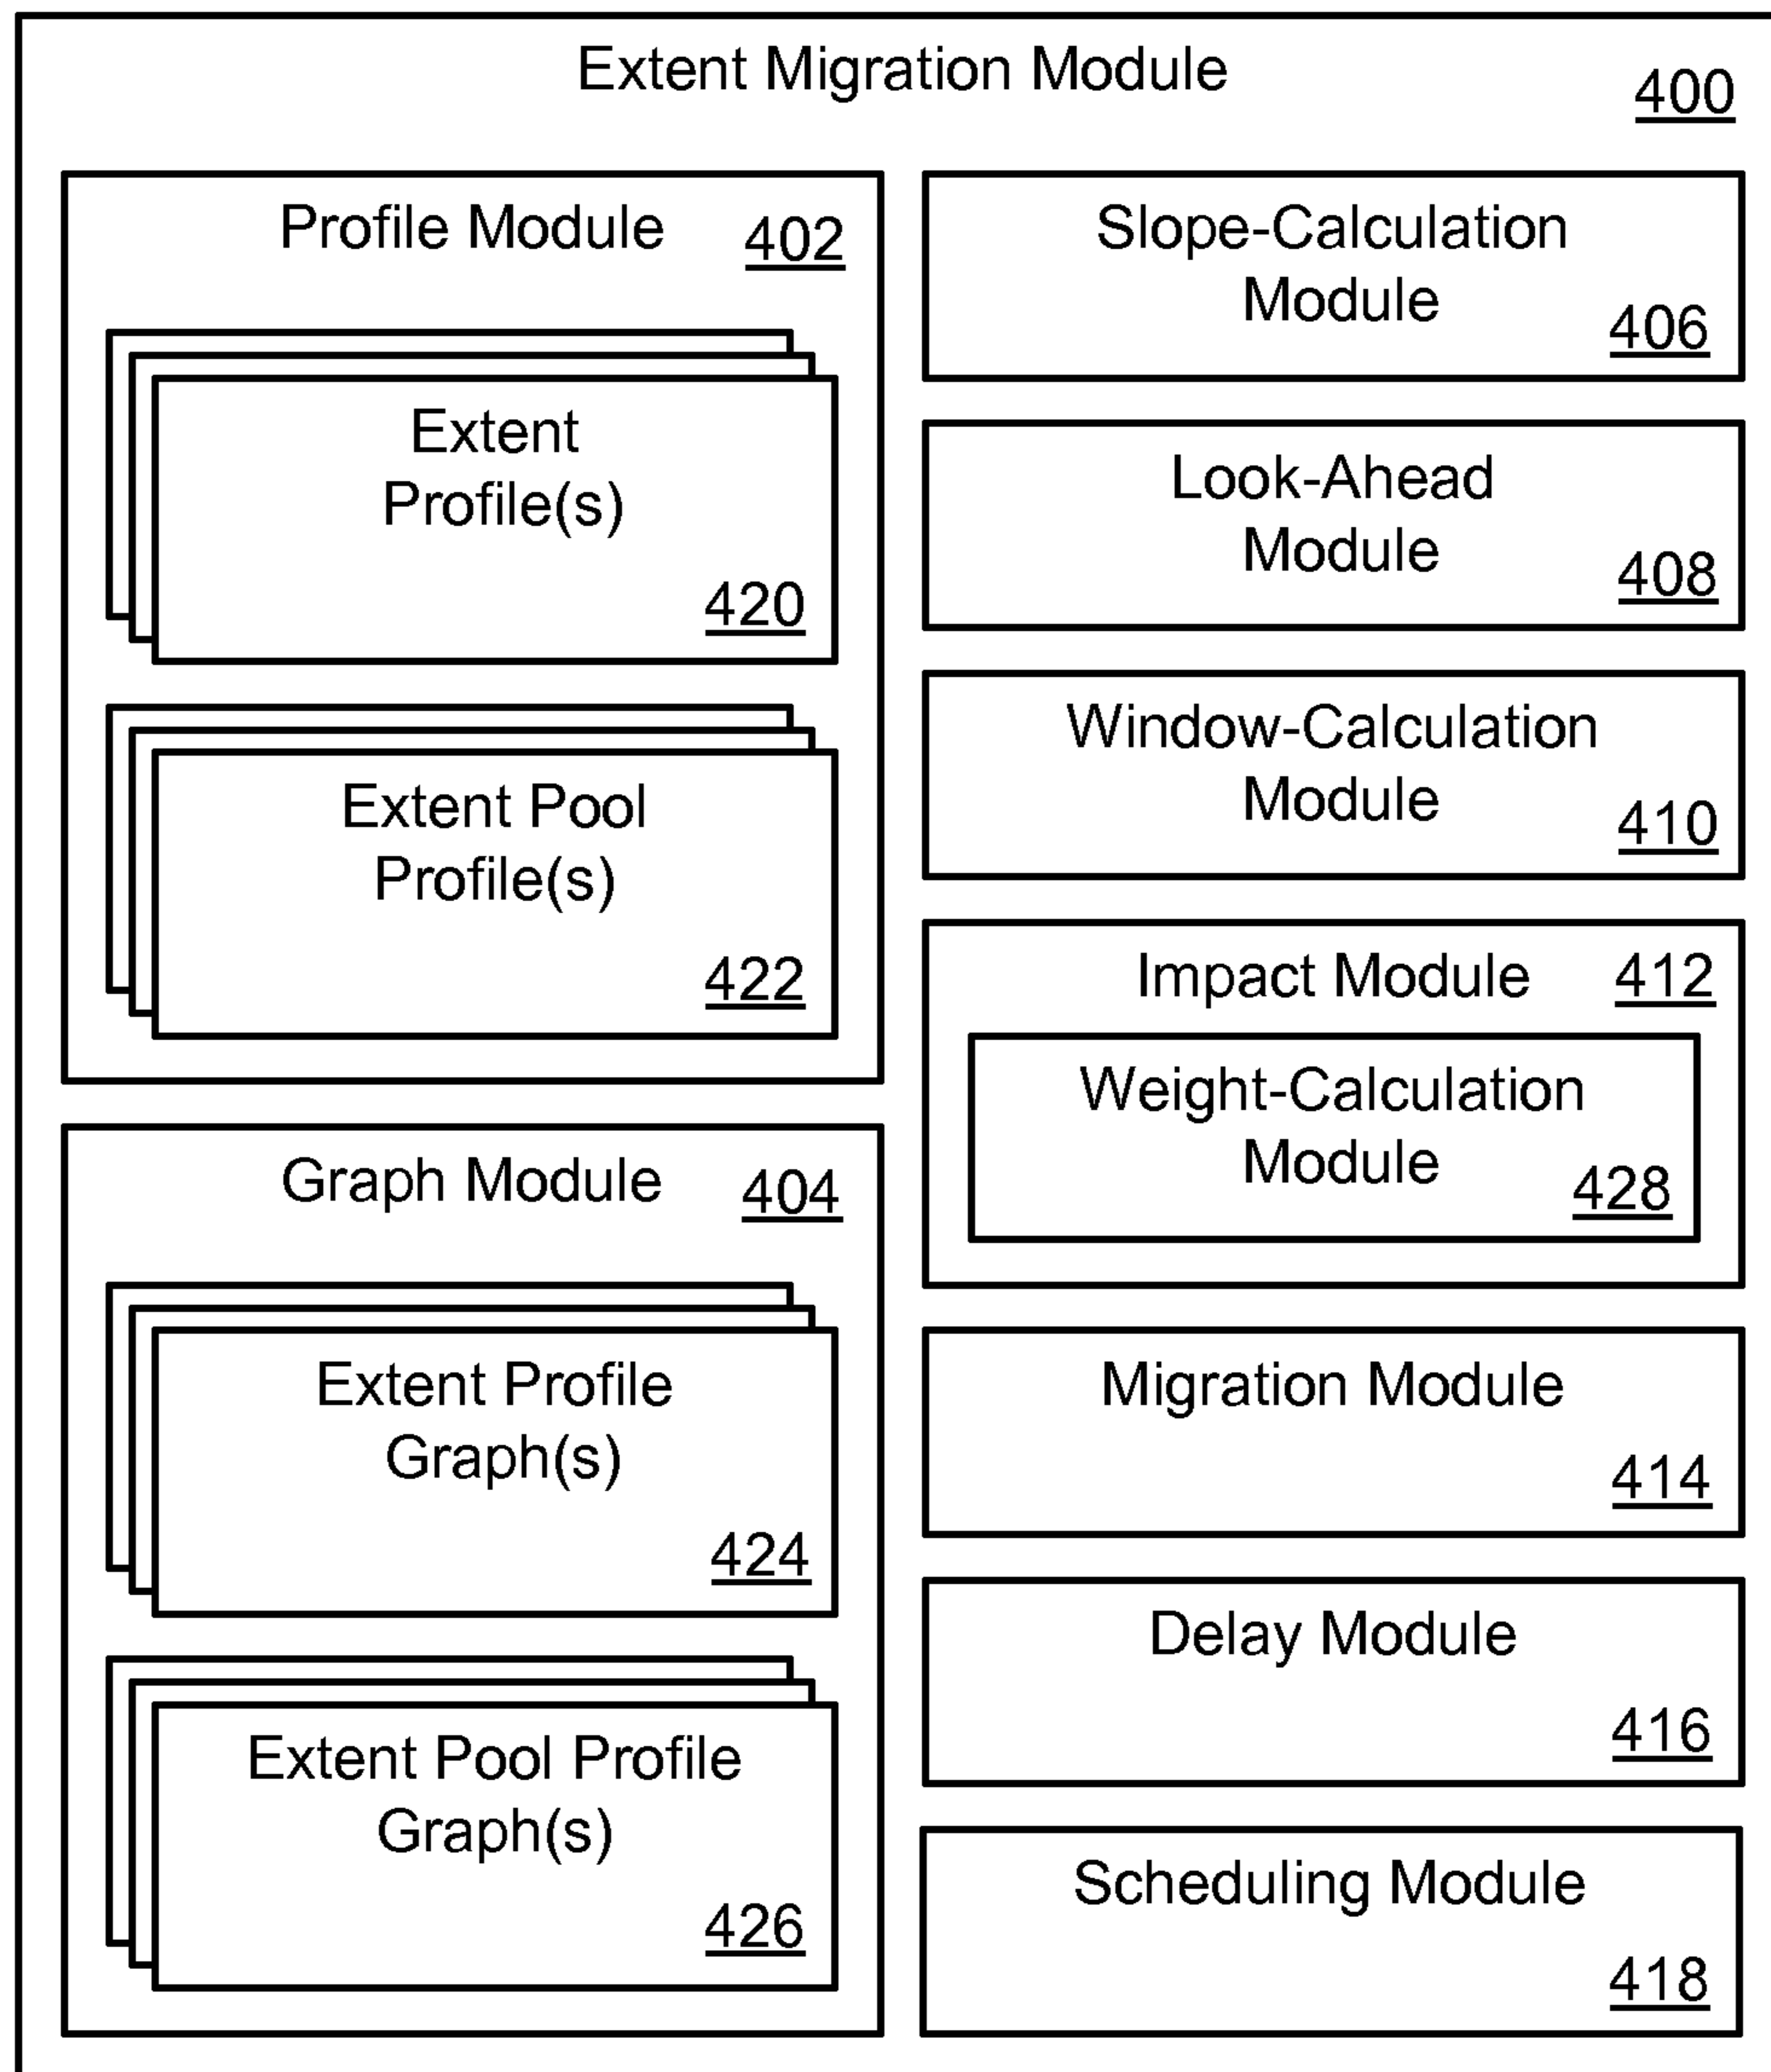 Extent Migration Module
400
Profile Module
402
Extent
Profile(s)
420
Extent Pool
Profile(s)
422
Graph Module
404
Extent Profile
Graph(s)
424
Extent Pool Profile
Graph(s)
426
Slope-Calculation
Module
406
Look-Ahead
Module
408
Window-Calculation
Module
410
Impact Module
412
Weight-Calculation
Module
428
Migration Module
414
Delay Module
416
Scheduling Module
418